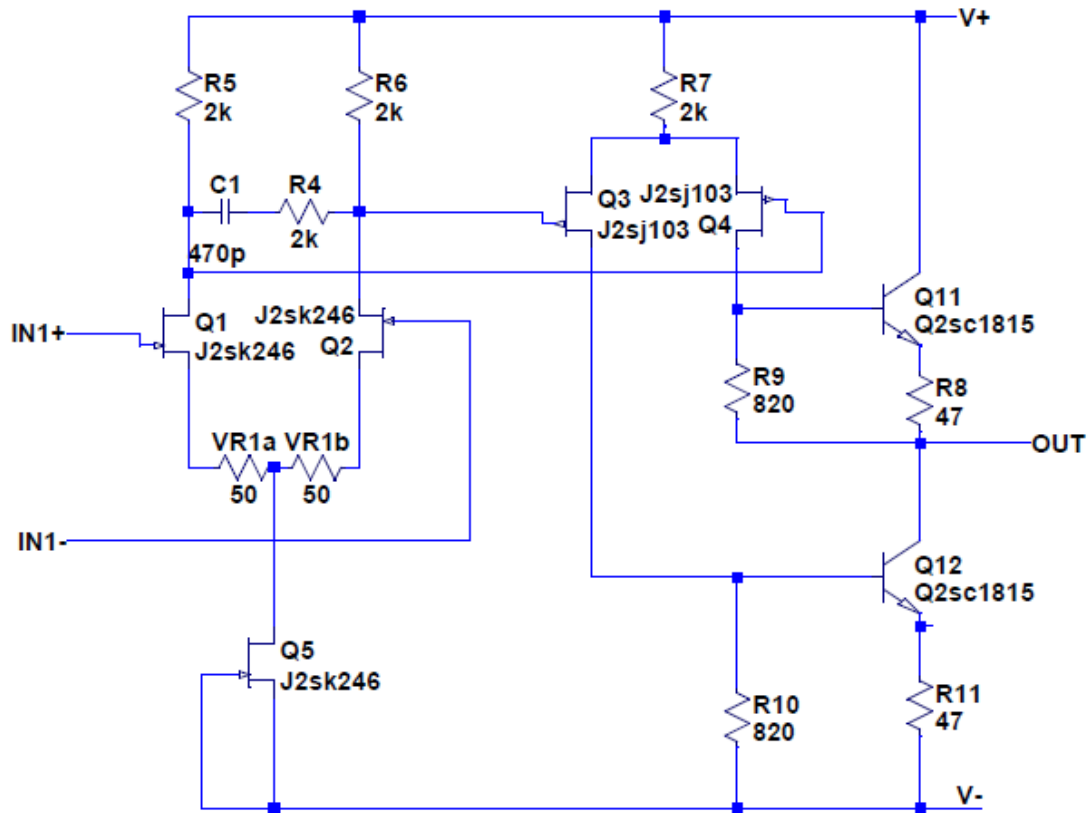 V+
R5
2k
R6
2k
R7
2k
C1
R4
2k
470p
Q3
J2sj103
J2sj103
Q4
Q1
J2sk246
J2sk246
Q2
IN1+
Q11
Q2sc1815
R9
820
R8
47
OUT
VR1a
50
VR1b
50
IN1-
Q12
Q2sc1815
Q5
J2sk246
R10
820
R11
47
V-